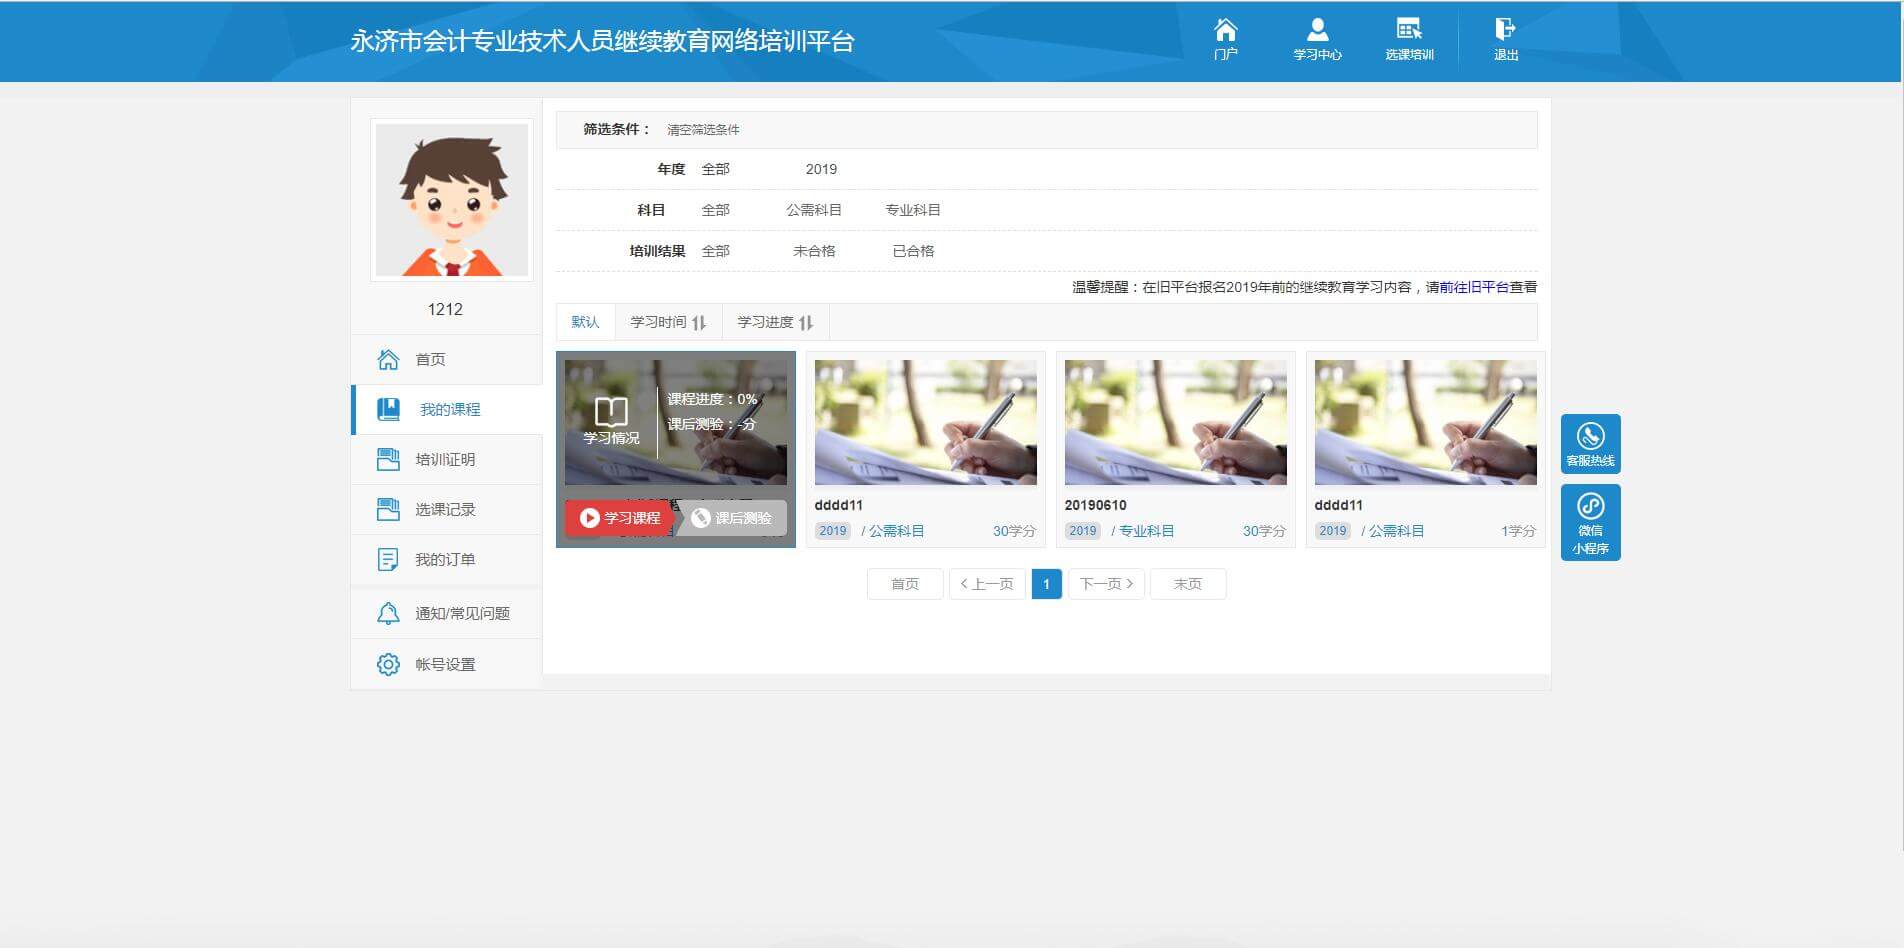 永济市会计专业技术人员继续教育网络培训平台
门户
学习中心
选课培训
退出
1212
首页
我的课程
培训证明
选课记录
我的订单
通知/常见问题
帐号设置
筛选条件： 清空筛选条件
年度 全部 2019
科目 全部 公需科目 专业科目
培训结果 全部 未合格 已合格
温馨提醒：在旧平台报名2019年前的继续教育学习内容，请前往旧平台查看
默认 学习时间 学习进度
学习情况
课程进度：0%
课后测验：-分
学习课程 课后测验
dddd11
2019 / 公需科目 30学分
20190610
2019 / 专业科目 30学分
dddd11
2019 / 公需科目 1学分
首页 <上一页 1 下一页> 末页
客服热线
微信
小程序